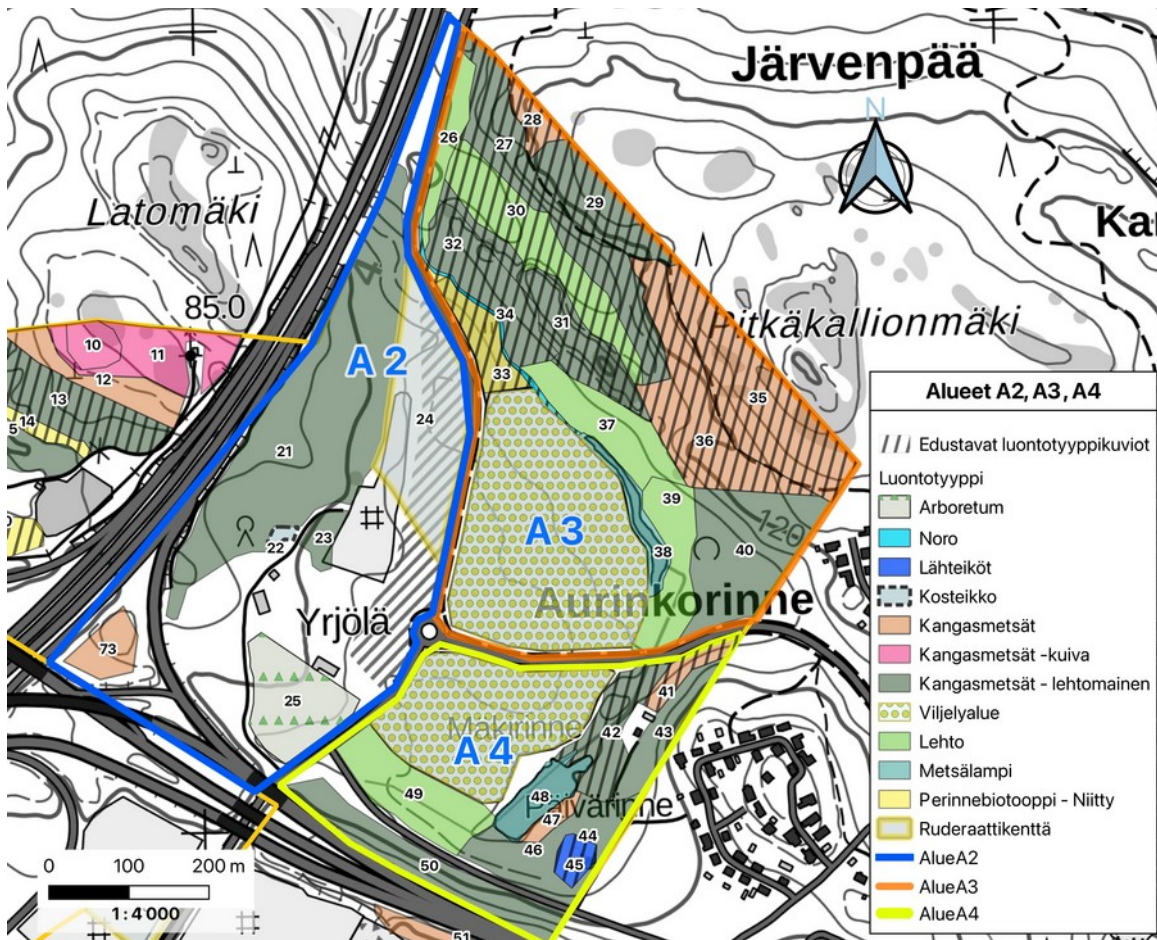 Järvenpää
N
28
26
27
29
Latomäki
30
Kar
32
85.0
34
Pitkäkallionmäki
31
10
11
A 2
12
33
35
13
24
Alueet A2, A3, A4
14
5
37
36
Edustavat luontotyyppikuviot
21
Luontotyyppi
39
Arboretum
120
A 3
Noro
22
23
38
40
Lähteiköt
Kosteikko
Aurinkorinne
Yrjölä
Kangasmetsät
73
Kangasmetsät -kuiva
Kangasmetsät - lehtomainen
41
25
Viljelyalue
Mäkirinne
42
43
Lehto
A 4
Metsälampi
49
48
Päivärinne
Perinnebiotooppi - Niitty
47
Ruderaattikenttä
44
46
45
50
AlueA2
0 100 200 m
AlueA3
1:4'000
AlueA4
51